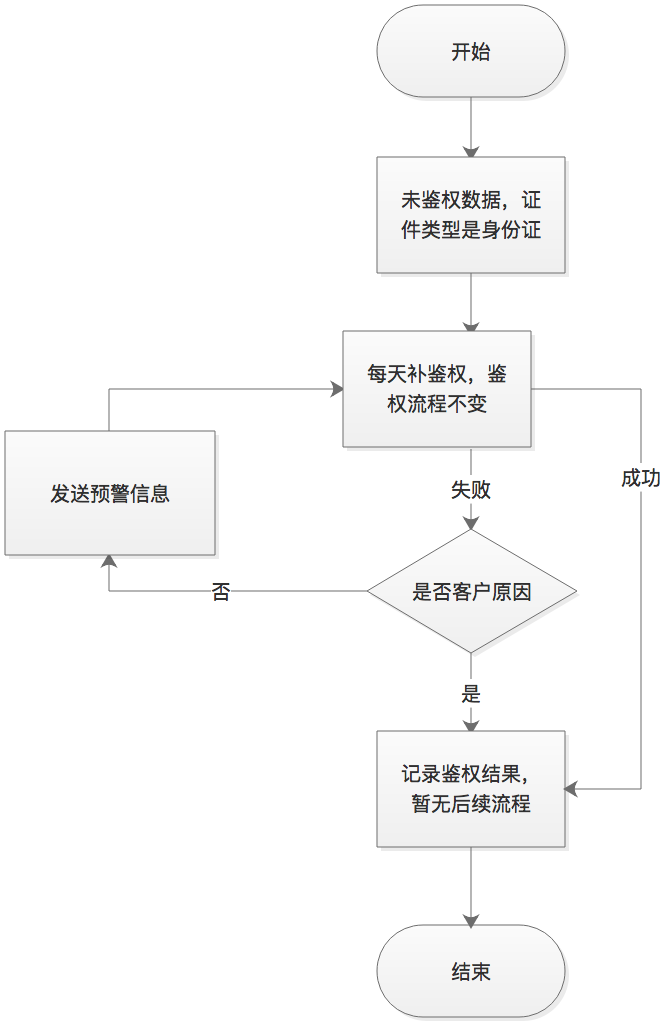 开始
未鉴权数据，证
件类型是身份证
每天补鉴权，鉴
权流程不变
成功
失败
发送预警信息
否
是否客户原因
是
记录鉴权结果，
暂无后续流程
结束